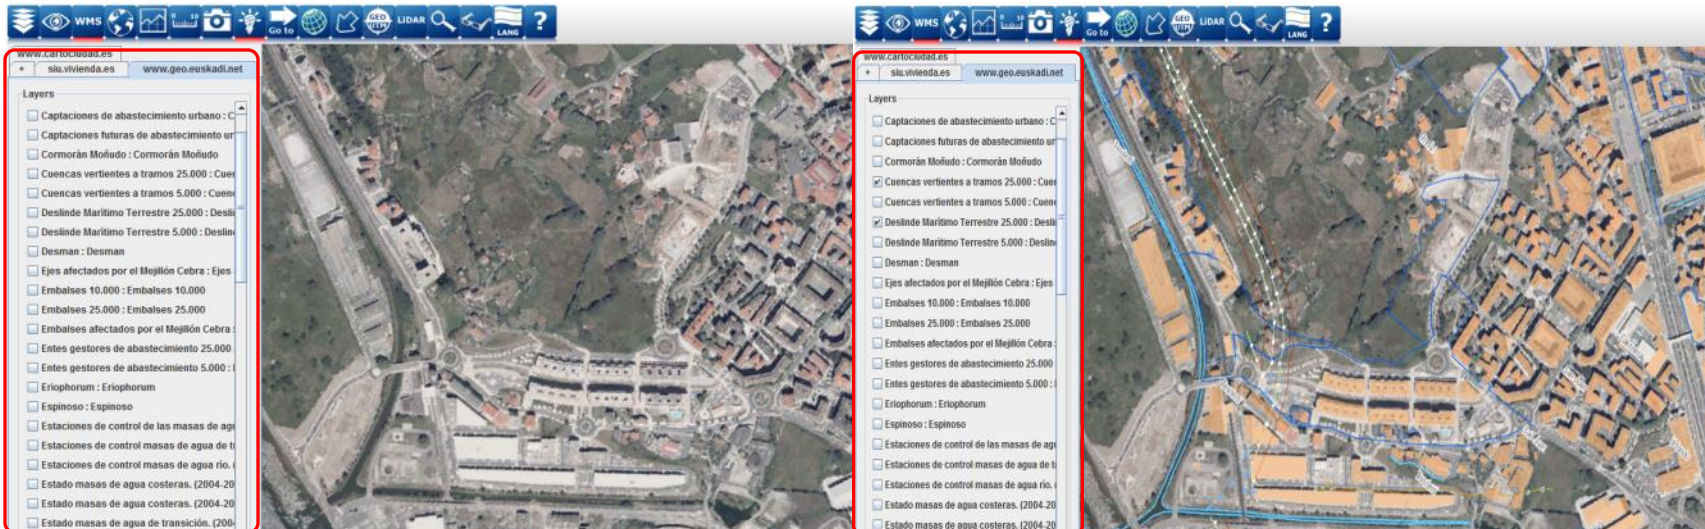 WMS
Go to
GEO
UTM
LiDAR
LANG
?
www.cartociudad.es
+
siu.vivienda.es
www.geo.euskadi.net
Layers
Captaciones de abastecimiento urbano : C
Captaciones futuras de abastecimiento ur
Cormorán Moñudo : Cormorán Moñudo
Cuencas vertientes a tramos 25.000 : Cuen
Cuencas vertientes a tramos 5.000 : Cuen
Deslinde Marítimo Terrestre 25.000 : Desli
Deslinde Marítimo Terrestre 5.000 : Deslin
Desman : Desman
Ejes afectados por el Mejillón Cebra : Ejes
Embalses 10.000 : Embalses 10.000
Embalses 25.000 : Embalses 25.000
Embalses afectados por el Mejillón Cebra :
Entes gestores de abastecimiento 25.000
Entes gestores de abastecimiento 5.000 :
Eriophorum : Eriophorum
Espinoso : Espinoso
Estaciones de control de las masas de agu
Estaciones de control masas de agua de t
Estaciones de control masas de agua río. (
Estado masas de agua costeras. (2004-20
Estado masas de agua costeras. (2004-20
Estado masas de agua de transición. (200
WMS
Go to
GEO
UTM
LiDAR
LANG
?
www.cartociudad.es
+
siu.vivienda.es
www.geo.euskadi.net
Layers
Captaciones de abastecimiento urbano : C
Captaciones futuras de abastecimiento ur
Cormorán Moñudo : Cormorán Moñudo
Cuencas vertientes a tramos 25.000 : Cuen
Cuencas vertientes a tramos 5.000 : Cuen
Deslinde Marítimo Terrestre 25.000 : Desli
Deslinde Marítimo Terrestre 5.000 : Deslin
Desman : Desman
Ejes afectados por el Mejillón Cebra : Ejes
Embalses 10.000 : Embalses 10.000
Embalses 25.000 : Embalses 25.000
Embalses afectados por el Mejillón Cebra :
Entes gestores de abastecimiento 25.000
Entes gestores de abastecimiento 5.000 :
Eriophorum : Eriophorum
Espinoso : Espinoso
Estaciones de control de las masas de agu
Estaciones de control masas de agua de t
Estaciones de control masas de agua río. (
Estado masas de agua costeras. (2004-20
Estado masas de agua costeras. (2004-20